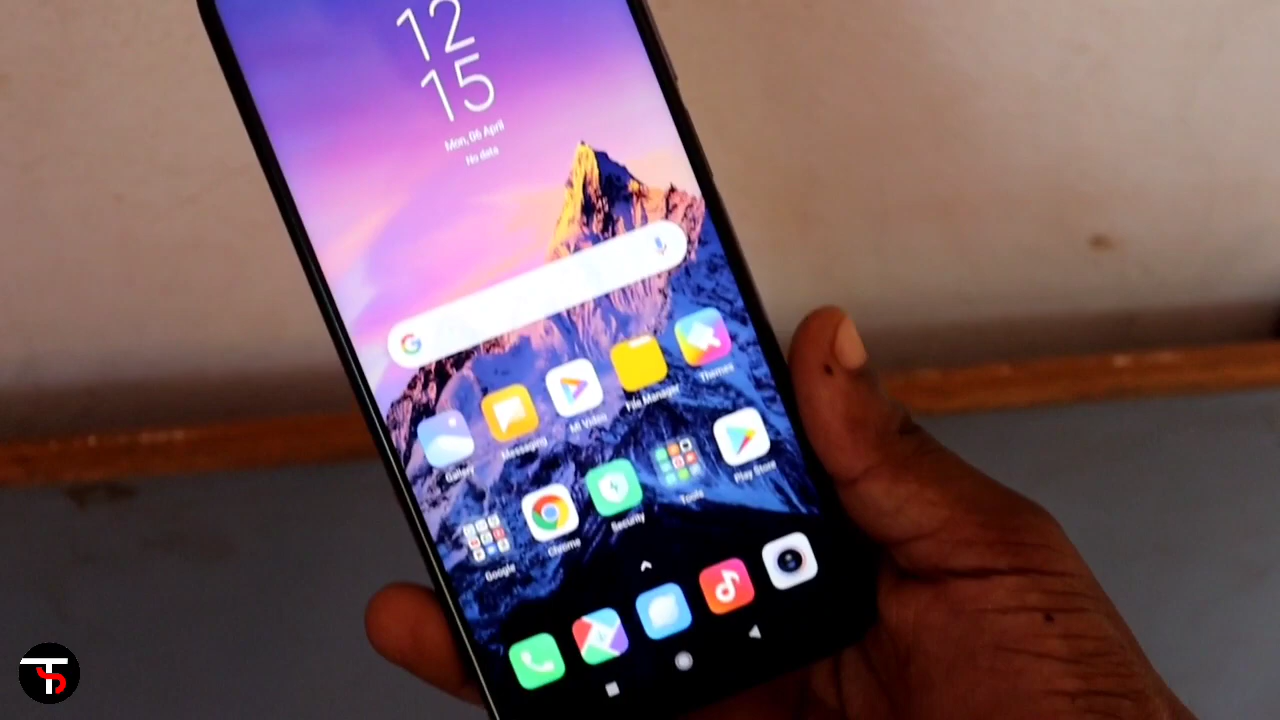 12
15
Mon, 06 April
No data
Gallery
Messaging
Mi Video
File Manager
Themes
Google
Chrome
Security
Tools
Play Store